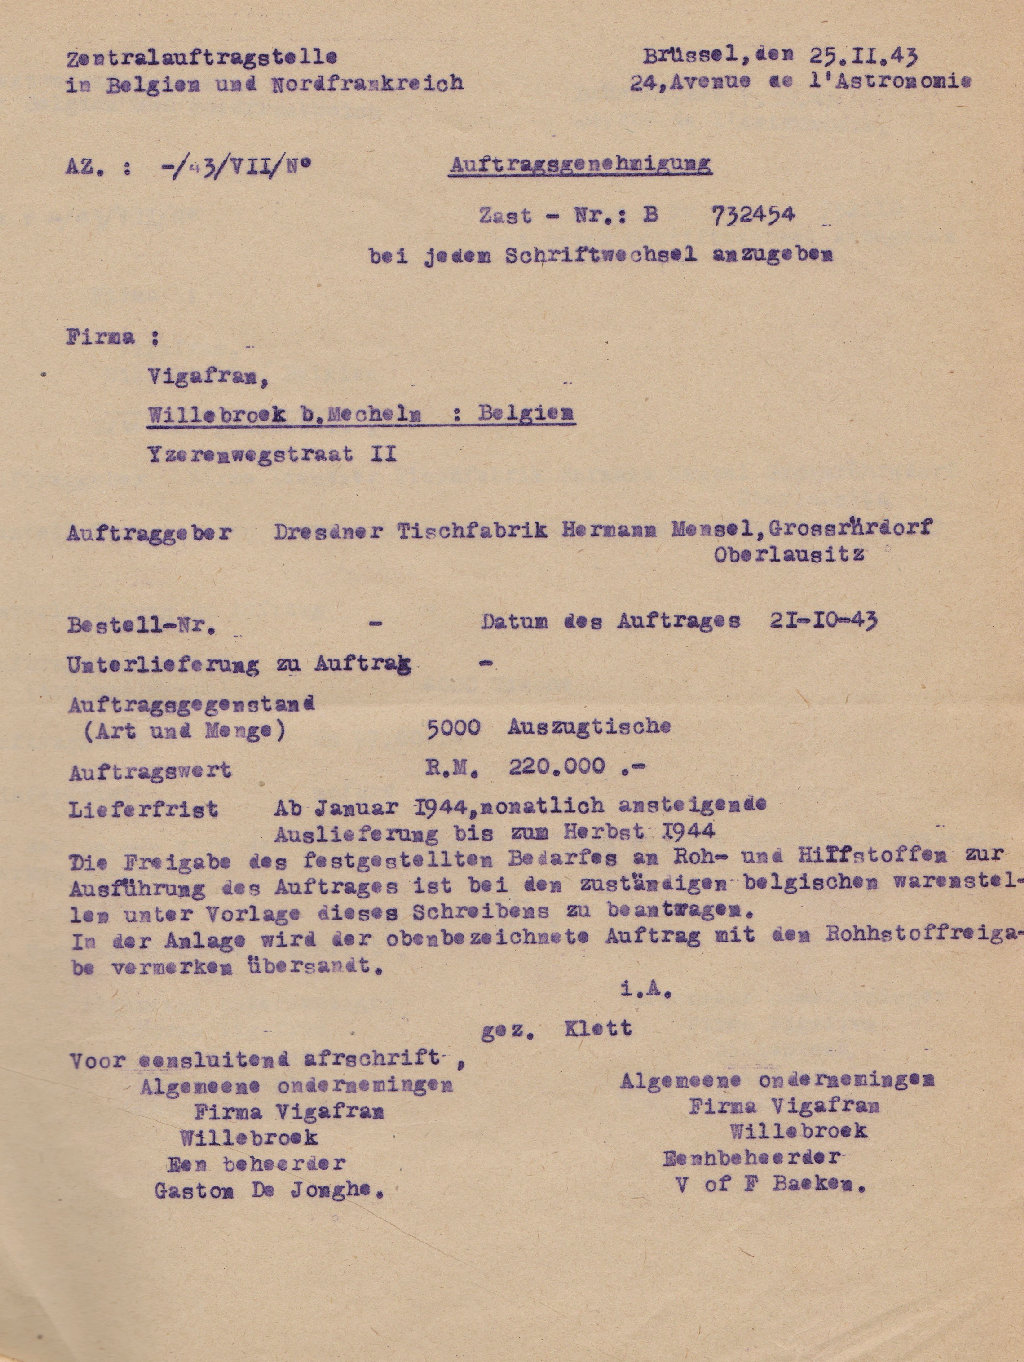 Zentralauftragstelle
in Belgien und Nordfrankreich
Brüssel,den 25.II.43
24,Avenue de l'Astronomie
AZ. : -/43/VII/N°
Auftragsgenehmigung
Zast - Nr.: B 732454
bei jedem Schriftwechsel anzugeben
Firma :
Vigafran,
Willebroek b.Mecheln : Belgien
Yzerenwegstraat II
Auftraggeber Dresdner Tischfabrik Hermann Mensel,Grossrhrdorf
Oberlausitz
Bestell-Nr. - Datum des Auftrages 2I-I0-43
Unterlieferung zu Auftrag -
Auftragsgegenstand
(Art und Menge) 5000 Auszugtische
Auftragswert R.M. 220.000 .-
Lieferfrist Ab Januar I944,monatlich ansteigende
Auslieferung bis zum Herbst I944
Die Freigabe des festgestellten Bedarfes an Roh- und Hilfstoffen zur
Ausführung des Auftrages ist bei den zuständigen belgischen warenstel-
len unter Vorlage dieses Schreibens zu beantragen.
In der Anlage wird der obenbezeichnete Auftrag mit den Rohhstoffreiga-
be vermerken übersandt.
i.A.
gez. Klett
Voor eensluitend afrschrift ,
Algemeene ondernemingen
Firma Vigafran
Willebroek
Een beheerder
Gaston De Jonghe.
Algemeene ondernemingen
Firma Vigafran
Willebroek
Eenhbeheerder
V of F Baeken.